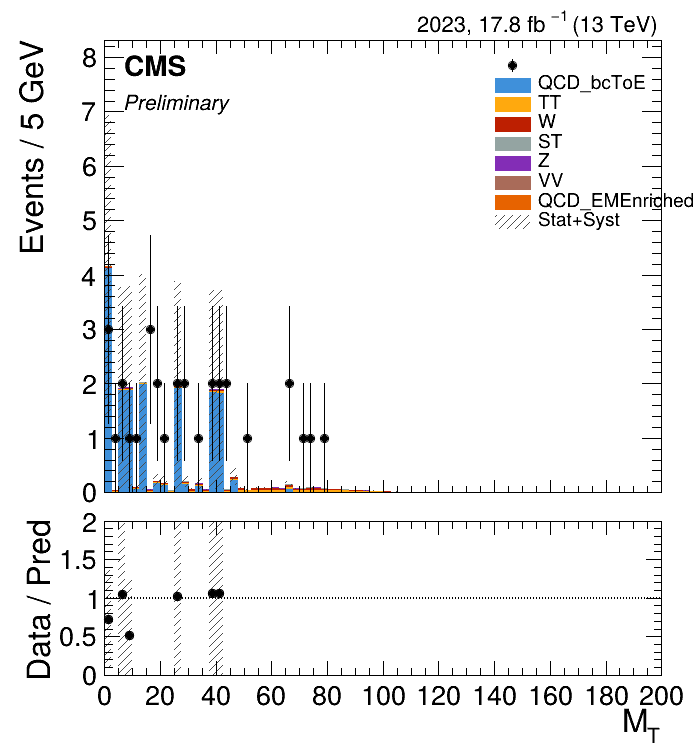 2023, 17.8 fb⁻¹ (13 TeV)
CMS
Preliminary
QCD_bcToE
TT
W
ST
Z
VV
QCD_EMEnriched
Stat+Syst
Events / 5 GeV
8
7
6
5
4
3
2
1
0
Data / Pred
2
1.5
1
0.5
0
0 20 40 60 80 100 120 140 160 180 200
M_T